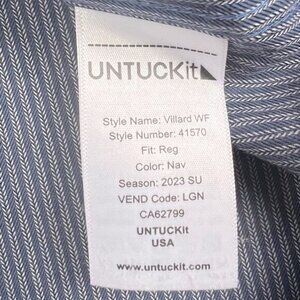 UNTUCKit
Style Name: Villard WF
Style Number: 41570
Fit: Reg
Color: Nav
Season: 2023 SU
VEND Code: LGN
CA62799
UNTUCKit
USA
www.untuckit.com